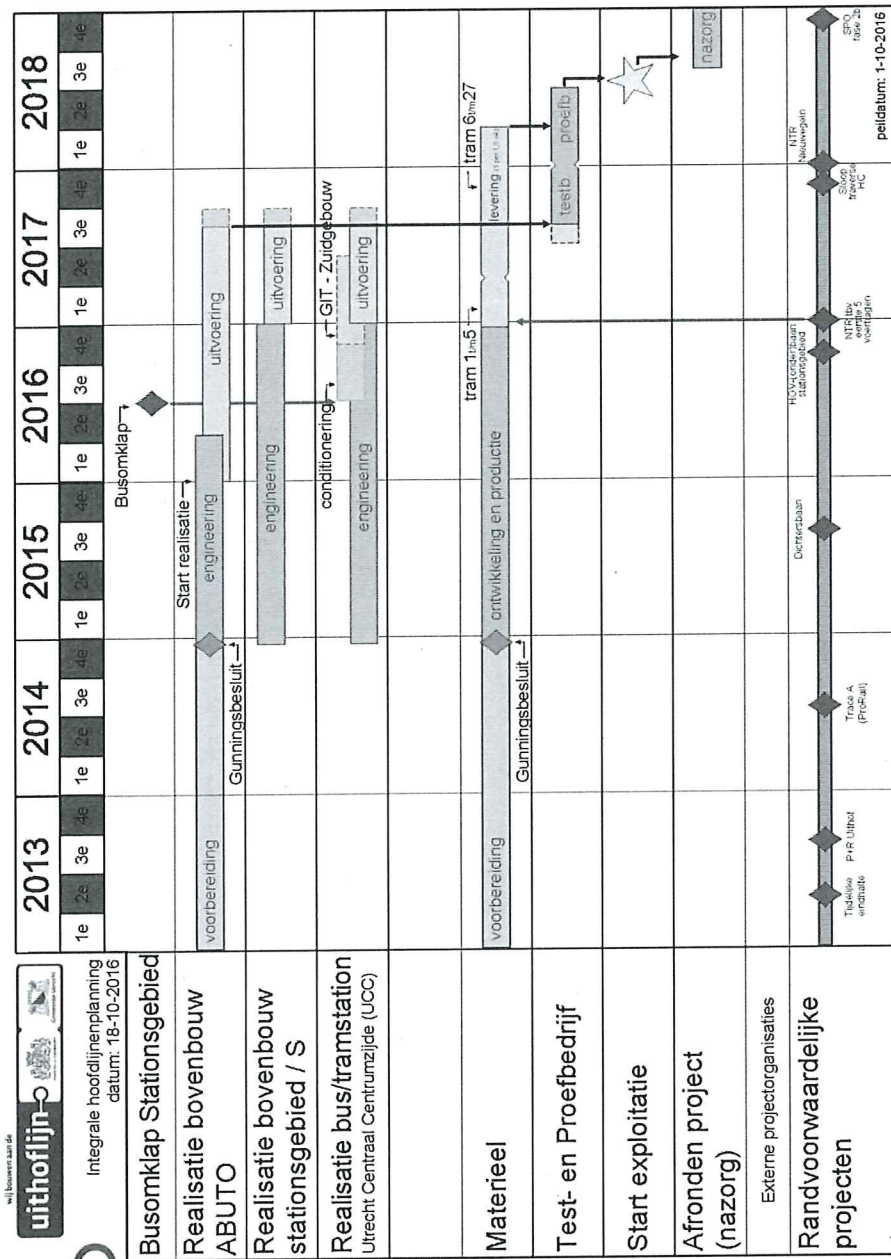 wij bouwen aan de
uithoflijn
Integrale hoofdlijnenplanning
datum: 18-10-2016
2013 2014 2015 2016 2017 2018
1e 2e 3e 4e 1e 2e 3e 4e 1e 2e 3e 4e 1e 2e 3e 4e 1e 2e 3e 4e 1e 2e 3e 4e
Busomklap Stationsgebied
Busomklap
Realisatie bovenbouw
ABUTO
Start realisatie
voorbereiding
engineering
uitvoering
Gunningsbesluit
Realisatie bovenbouw
stationsgebied / S
engineering
uitvoering
Realisatie bus/tramstation
Utrecht Centraal Centrumzijde (UCC)
conditionering
GIT - Zuidgebouw
engineering
uitvoering
Materieel
tram 1t/m5
tram 6t/m27
voorbereiding
ontwikkeling en productie
levering
Gunningsbesluit
Test- en Proefbedrijf
testb
proefb
Start exploitatie
Afronden project
(nazorg)
nazorg
Externe projectorganisaties
Randvoorwaardelijke
projecten
Tijdelijke
eindhalte
P+R Uithof
Trace A
(ProRail)
Dichtersbaan
HOV-(onder)baan
stationsgebied
NTR tbv
eerste 5
voertuigen
Sloop
traverse
HC
NTR
Nieuwegein
SPO
fase 2b
peildatum: 1-10-2016